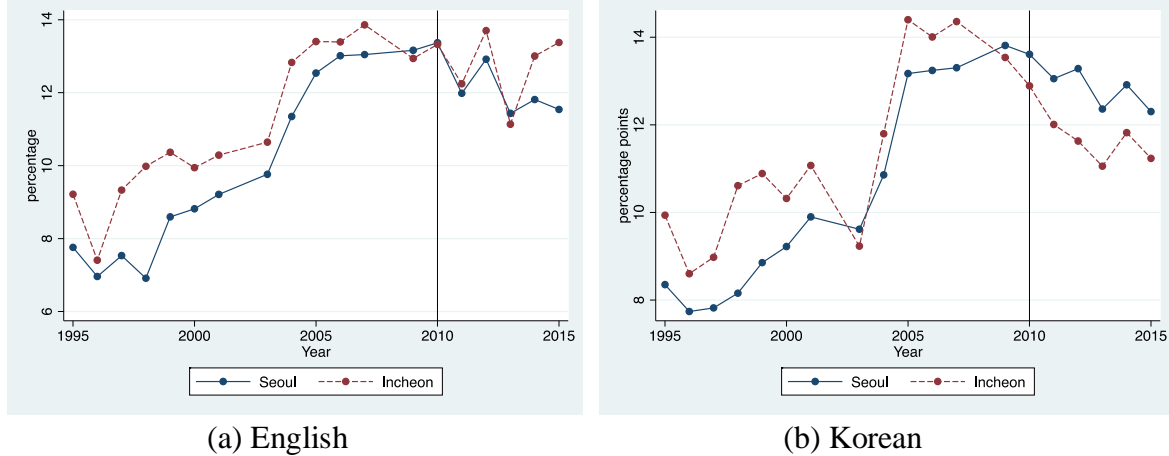 percentage
14
12
10
8
6
1995 2000 2005 2010 2015
Year
Seoul Incheon
(a) English
percentage points
14
12
10
8
1995 2000 2005 2010 2015
Year
Seoul Incheon
(b) Korean